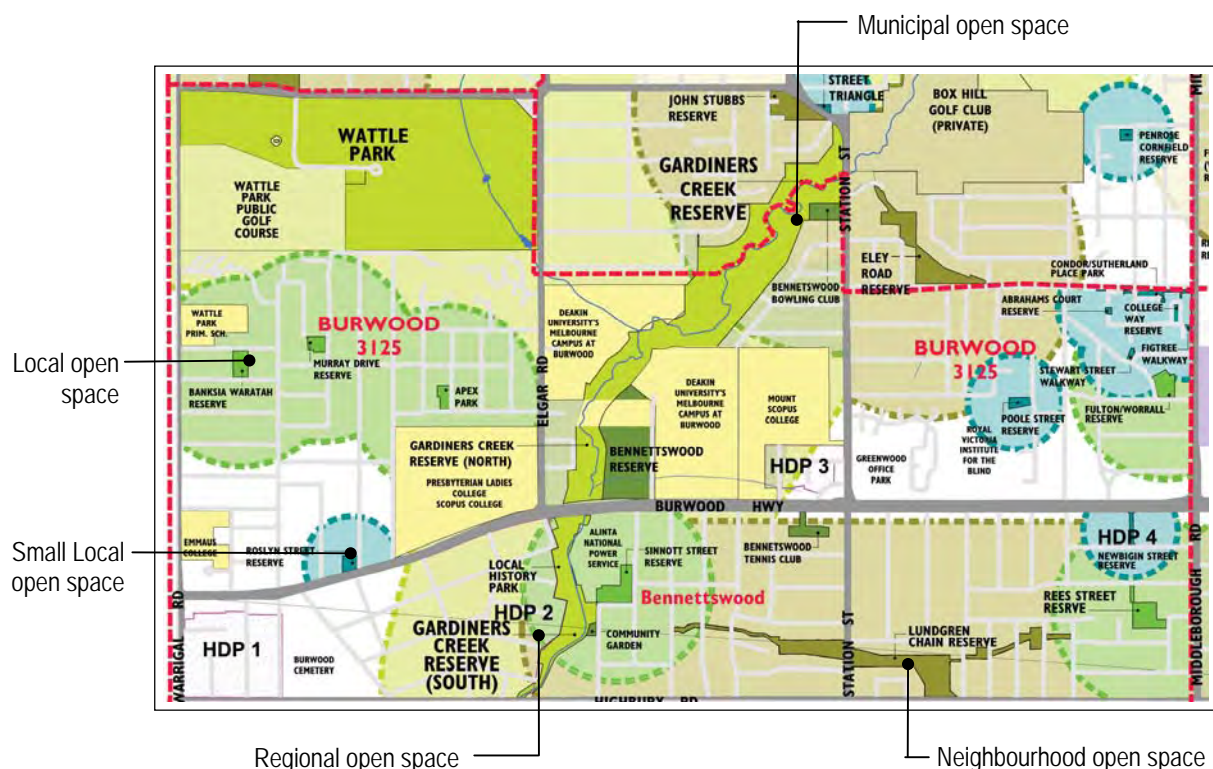 Municipal open space
STREET
TRIANGLE
JOHN STUBBS
RESERVE
BOX HILL
GOLF CLUB
(PRIVATE)
WATTLE
PARK
PENROSE
CORNFIELD
RESERVE
GARDINERS
CREEK
RESERVE
STATION ST
WATTLE
PARK
PUBLIC
GOLF
COURSE
ELEY
ROAD
RESERVE
CONDOR/SUTHERLAND
PLACE PARK
BENNETSWOOD
BOWLING CLUB
ABRAHAMS COURT
RESERVE
COLLEGE
WAY
RESERVE
WATTLE
PARK
PRIM. SCH.
BURWOOD
3125
DEAKIN
UNIVERSITY'S
MELBOURNE
CAMPUS AT
BURWOOD
BURWOOD
3125
FIGTREE
WALKWAY
STEWART STREET
WALKWAY
Local open
space
MURRAY DRIVE
RESERVE
BANKSIA WARATAH
RESERVE
APEX
PARK
ELGAR RD
DEAKIN
UNIVERSITY'S
MELBOURNE
CAMPUS AT
BURWOOD
MOUNT
SCOPUS
COLLEGE
POOLE STREET
RESERVE
FULTON/WORRALL
RESERVE
GARDINERS CREEK
RESERVE (NORTH)
BENNETTSWOOD
RESERVE
ROYAL
VICTORIA
INSTITUTE
FOR THE
BLIND
HDP 3
GREENWOOD
OFFICE
PARK
PRESBYTERIAN LADIES
COLLEGE
SCOPUS COLLEGE
BURWOOD HWY
EMMAUS
COLLEGE
ROSLYN STREET
RESERVE
Small Local
open space
ALINTA
NATIONAL
POWER
SERVICE
SINNOTT STREET
RESERVE
BENNETSWOOD
TENNIS CLUB
HDP 4
NEWBIGIN STREET
RESERVE
LOCAL
HISTORY
PARK
Bennettswood
REES STREET
RESRVE
HDP 2
WARRIGAL RD
HDP 1
BURWOOD
CEMETERY
GARDINERS
CREEK
RESERVE
(SOUTH)
COMMUNITY
GARDEN
STATION ST
LUNDGREN
CHAIN RESERVE
MIDDLEBOROUGH RD
HIGHBURY RD
Regional open space
Neighbourhood open space